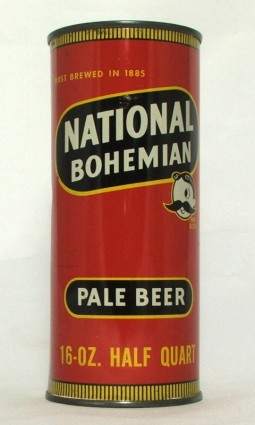 FIRST BREWED IN 1885
NATIONAL
BOHEMIAN
PALE BEER
16-OZ. HALF QUART